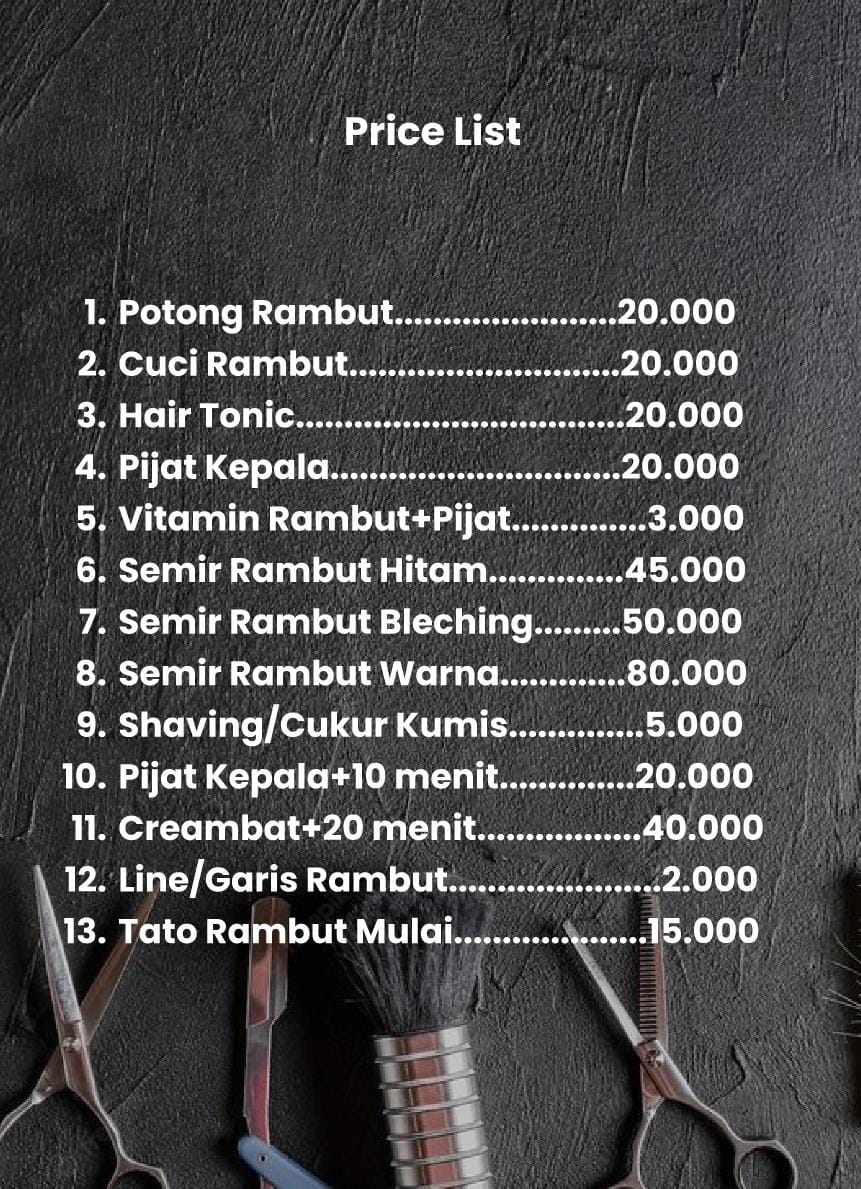 Price List
1. Potong Rambut.......................20.000
2. Cuci Rambut............................20.000
3. Hair Tonic..................................20.000
4. Pijat Kepala..............................20.000
5. Vitamin Rambut+Pijat..............3.000
6. Semir Rambut Hitam..............45.000
7. Semir Rambut Bleching.........50.000
8. Semir Rambut Warna.............80.000
9. Shaving/Cukur Kumis..............5.000
10. Pijat Kepala+10 menit..............20.000
11. Creambat+20 menit.................40.000
12. Line/Garis Rambut......................2.000
13. Tato Rambut Mulai....................15.000